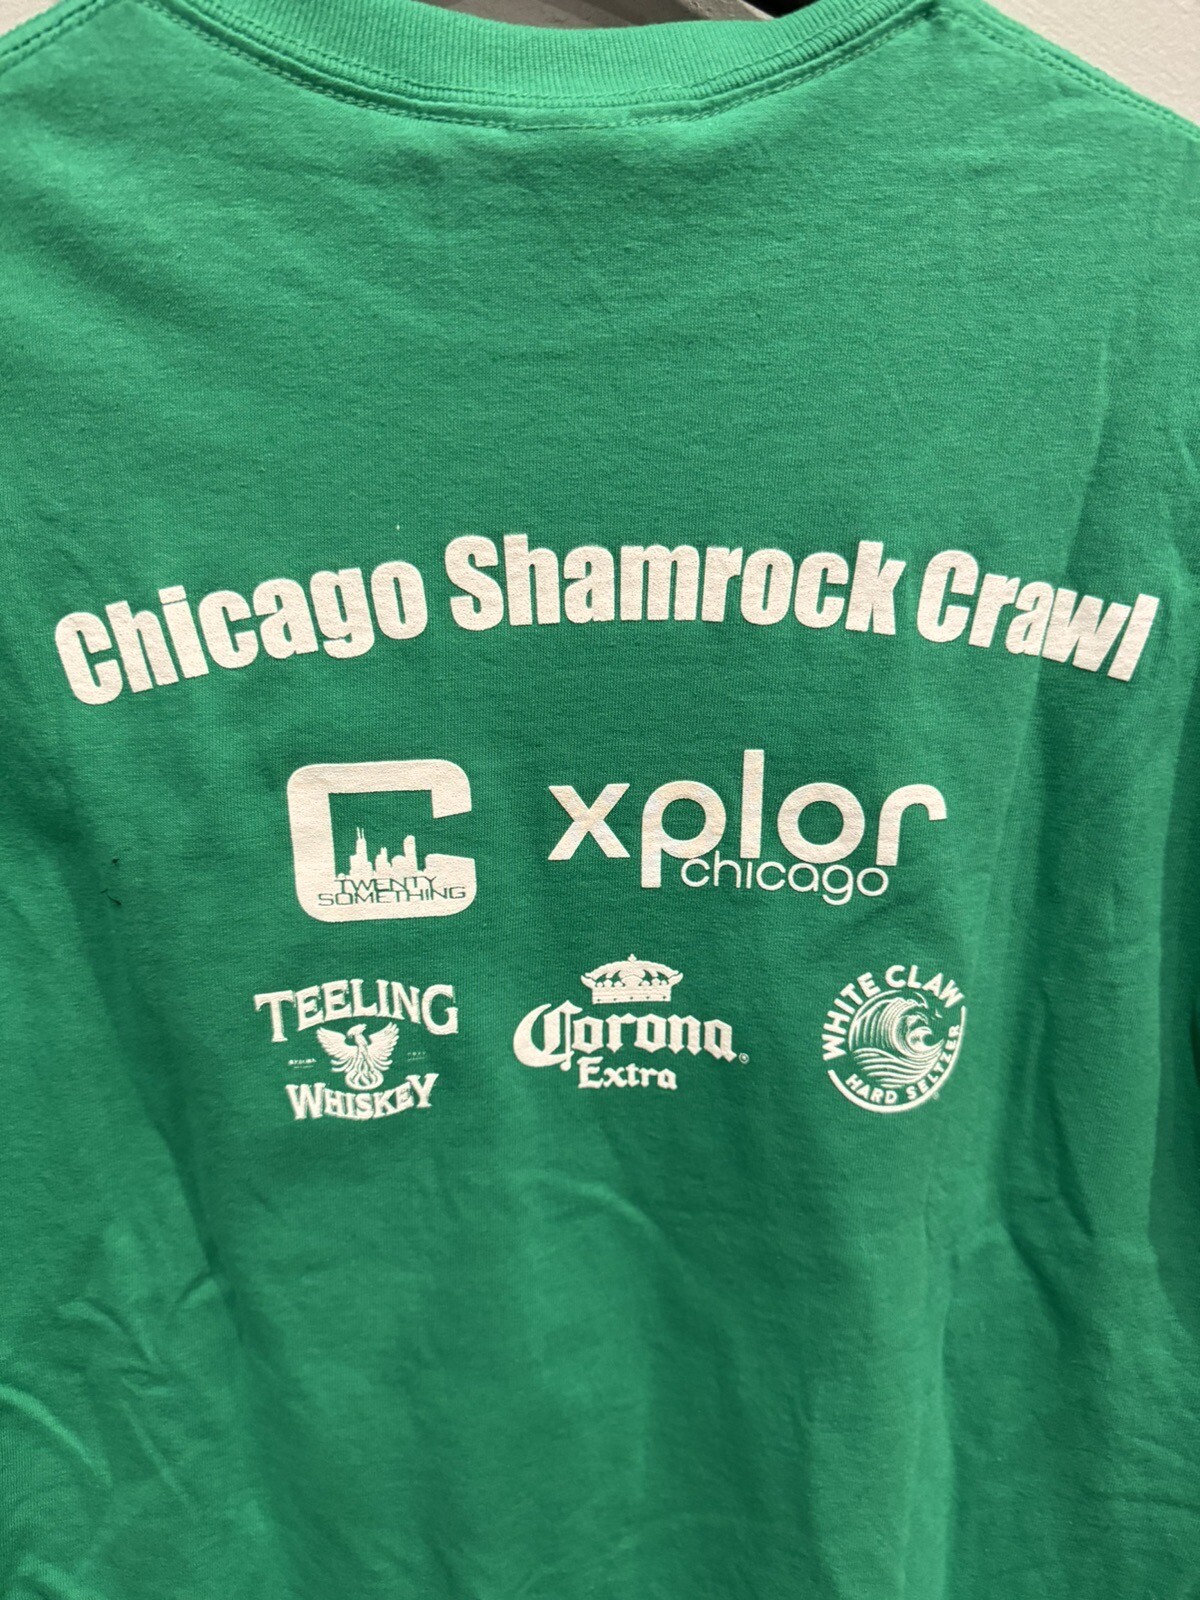 Chicago Shamrock Crawl
C
TWENTY
SOMETHING
xplor
chicago
TEELING
WHISKEY
Corona
Extra
WHITE CLAW
HARD SELTZER